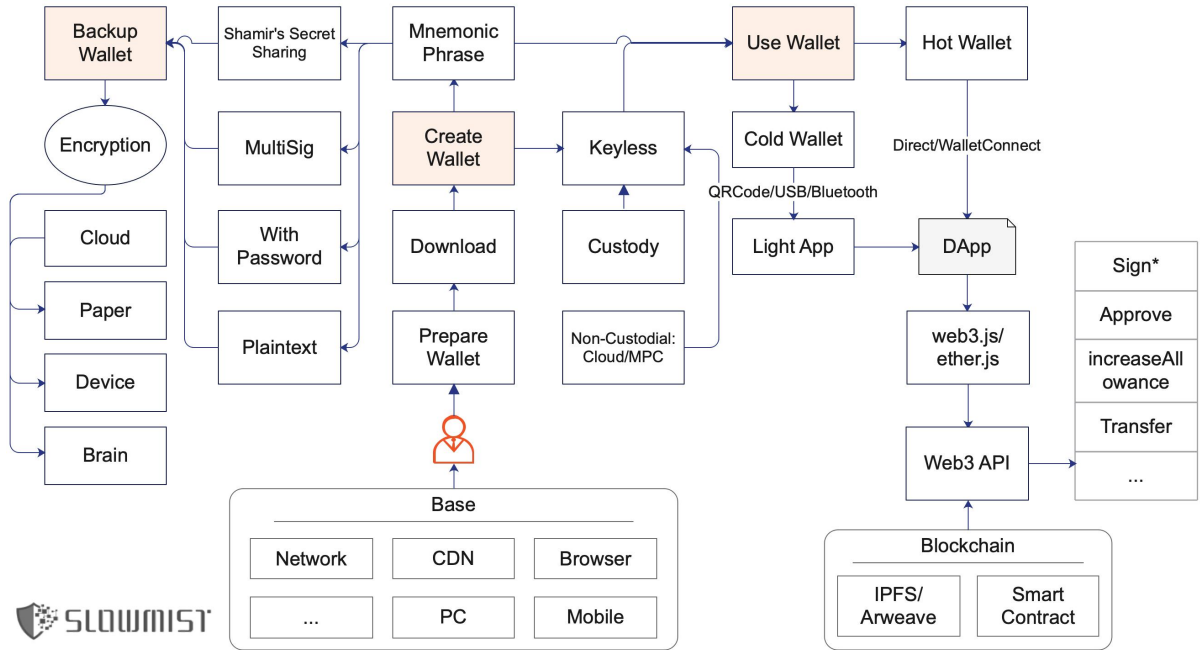 Backup
Wallet
Shamir's Secret
Sharing
Mnemonic
Phrase
Use Wallet
Hot Wallet
Encryption
MultiSig
Create
Wallet
Keyless
Cold Wallet
Direct/WalletConnect
QRCode/USB/Bluetooth
Cloud
With
Password
Download
Custody
Light App
DApp
Sign*
Paper
Plaintext
Prepare
Wallet
Non-Custodial:
Cloud/MPC
web3.js/
ether.js
Approve
increaseAll
owance
Device
Transfer
Brain
Web3 API
...
Base
Network
CDN
Browser
...
PC
Mobile
Blockchain
IPFS/
Arweave
Smart
Contract
SLOWMIST